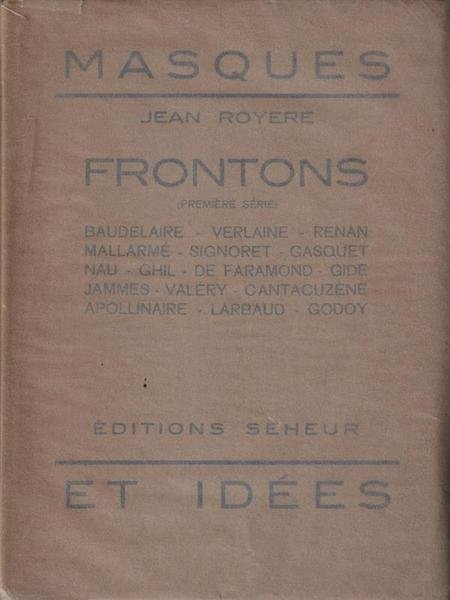 MASQUES
JEAN ROYERE
FRONTONS
(PREMIÈRE SÉRIE)
BAUDELAIRE - VERLAINE - RENAN
MALLARMÉ - SIGNORET - GASQUET
NAU - GHIL - DE FARAMOND - GIDE
JAMMES - VALÉRY - CANTACUZÈNE
APOLLINAIRE - LARBAUD - GODOY
ÉDITIONS SEHEUR
ET IDÉES